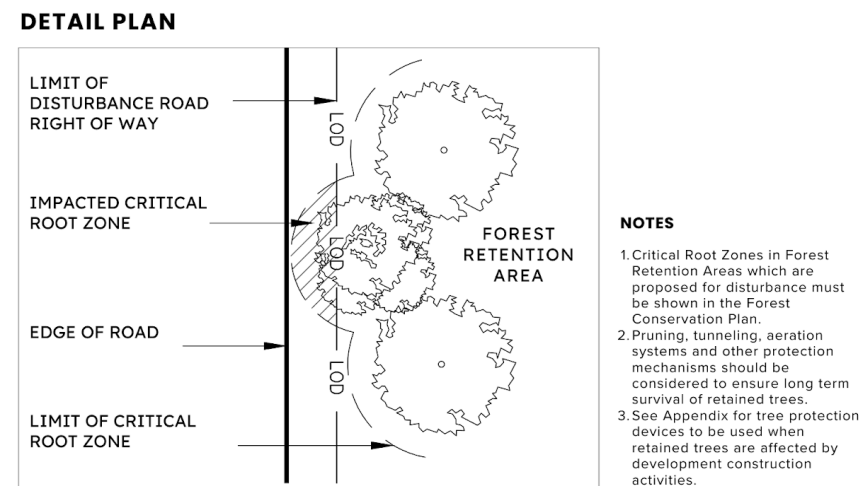 DETAIL PLAN
LIMIT OF
DISTURBANCE ROAD
RIGHT OF WAY
LOD
IMPACTED CRITICAL
ROOT ZONE
LOD
FOREST
RETENTION
AREA
EDGE OF ROAD
LOD
LIMIT OF CRITICAL
ROOT ZONE
NOTES
1. Critical Root Zones in Forest
Retention Areas which are
proposed for disturbance must
be shown in the Forest
Conservation Plan.
2. Pruning, tunneling, aeration
systems and other protection
mechanisms should be
considered to ensure long term
survival of retained trees.
3. See Appendix for tree protection
devices to be used when
retained trees are affected by
development construction
activities.